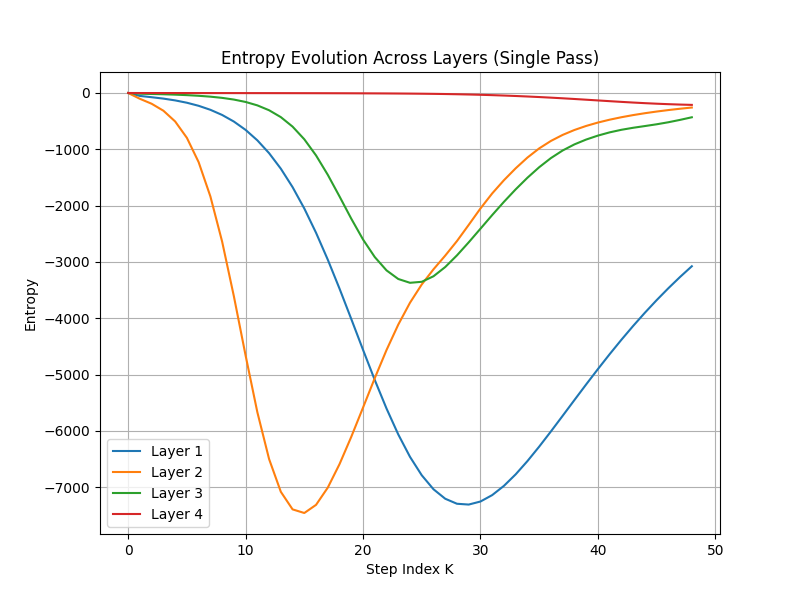 Entropy Evolution Across Layers (Single Pass)
Entropy
0
−1000
−2000
−3000
−4000
−5000
−6000
−7000
Layer 1
Layer 2
Layer 3
Layer 4
0 10 20 30 40 50
Step Index K